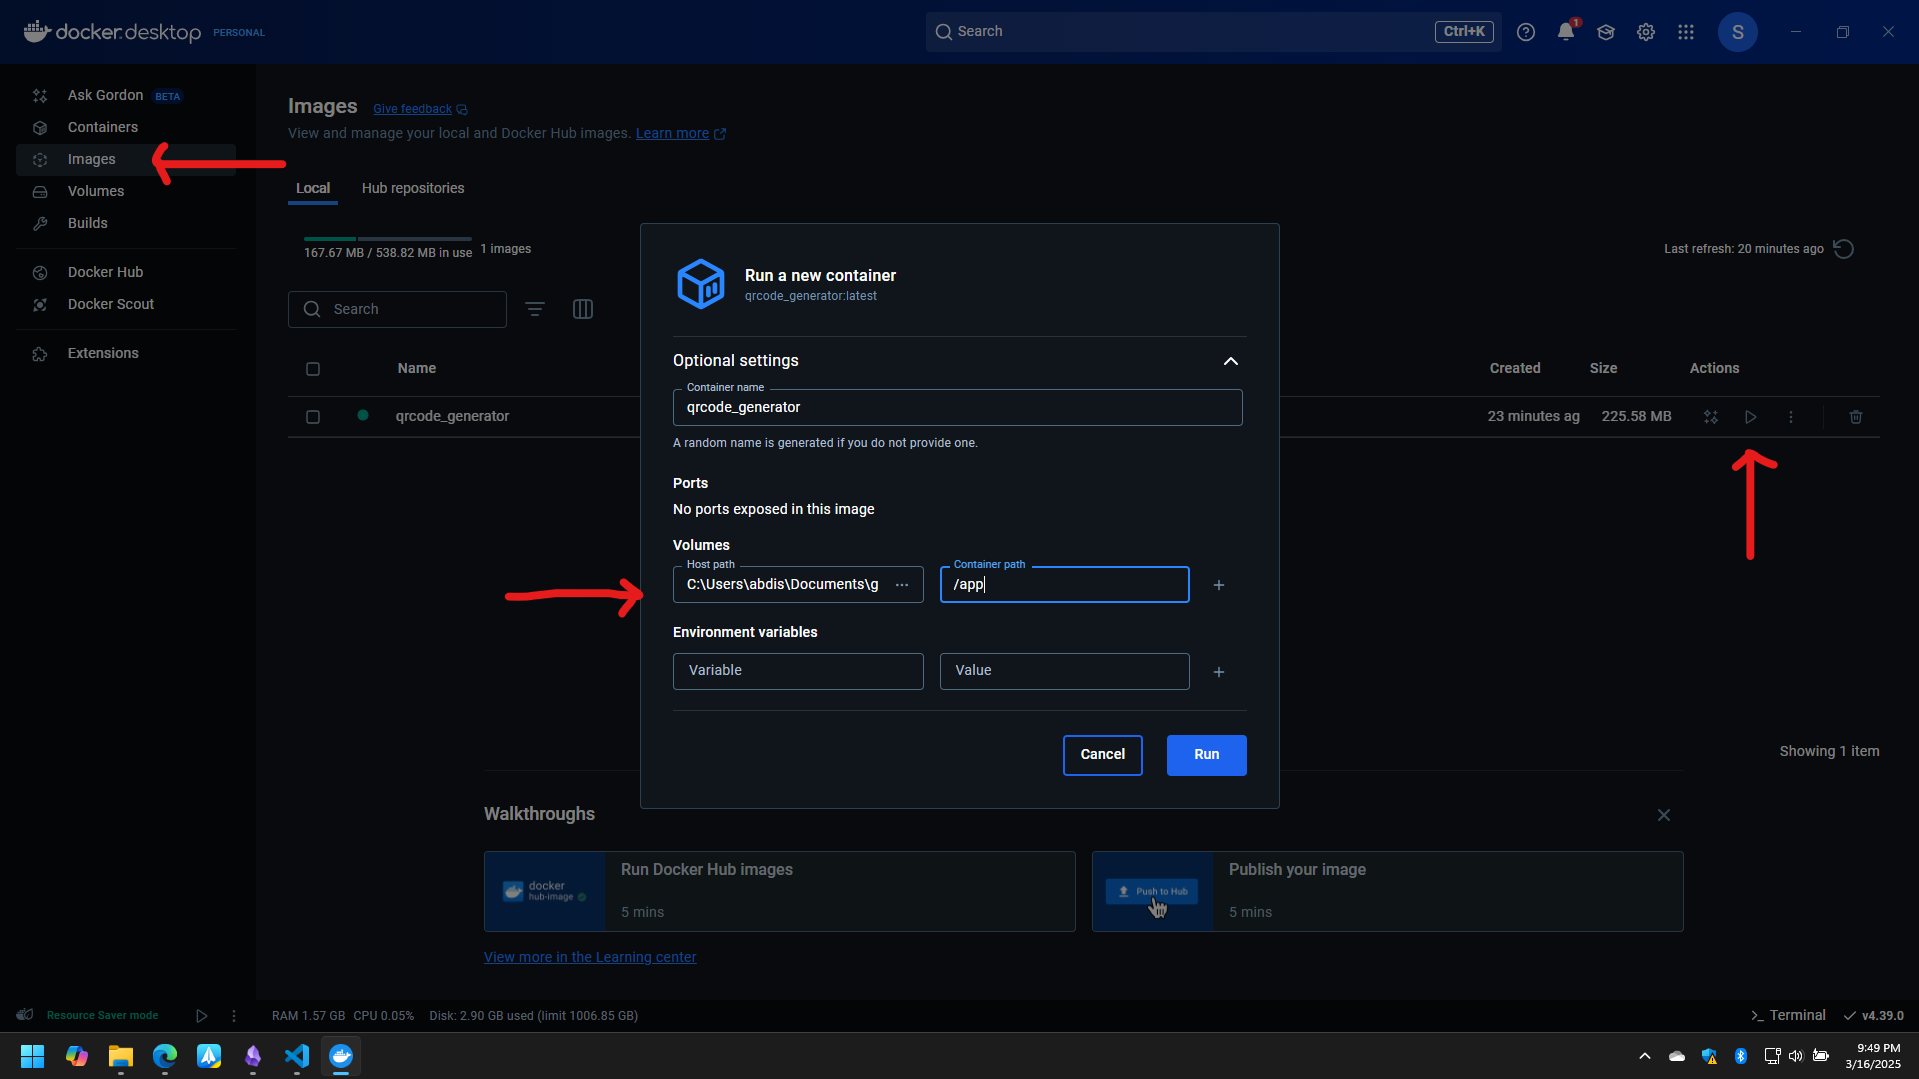 docker.desktop PERSONAL
Search
Ctrl+K
1
S
Ask Gordon BETA
Containers
Images
Volumes
Builds
Docker Hub
Docker Scout
Extensions
Images Give feedback
View and manage your local and Docker Hub images. Learn more
Local Hub repositories
167.67 MB / 538.82 MB in use 1 images
Last refresh: 20 minutes ago
Search
Name Created Size Actions
qrcode_generator 23 minutes ag 225.58 MB
Run a new container
qrcode_generator:latest
Optional settings
Container name
qrcode_generator
A random name is generated if you do not provide one.
Ports
No ports exposed in this image
Volumes
Host path Container path
C:\Users\abdis\Documents\g ... /app
Environment variables
Variable Value
Cancel Run
Showing 1 item
Walkthroughs
docker
hub-image
Run Docker Hub images
5 mins
Push to Hub
Publish your image
5 mins
View more in the Learning center
Resource Saver mode RAM 1.57 GB CPU 0.05% Disk: 2.90 GB used (limit 1006.85 GB) Terminal v4.39.0
9:49 PM
3/16/2025